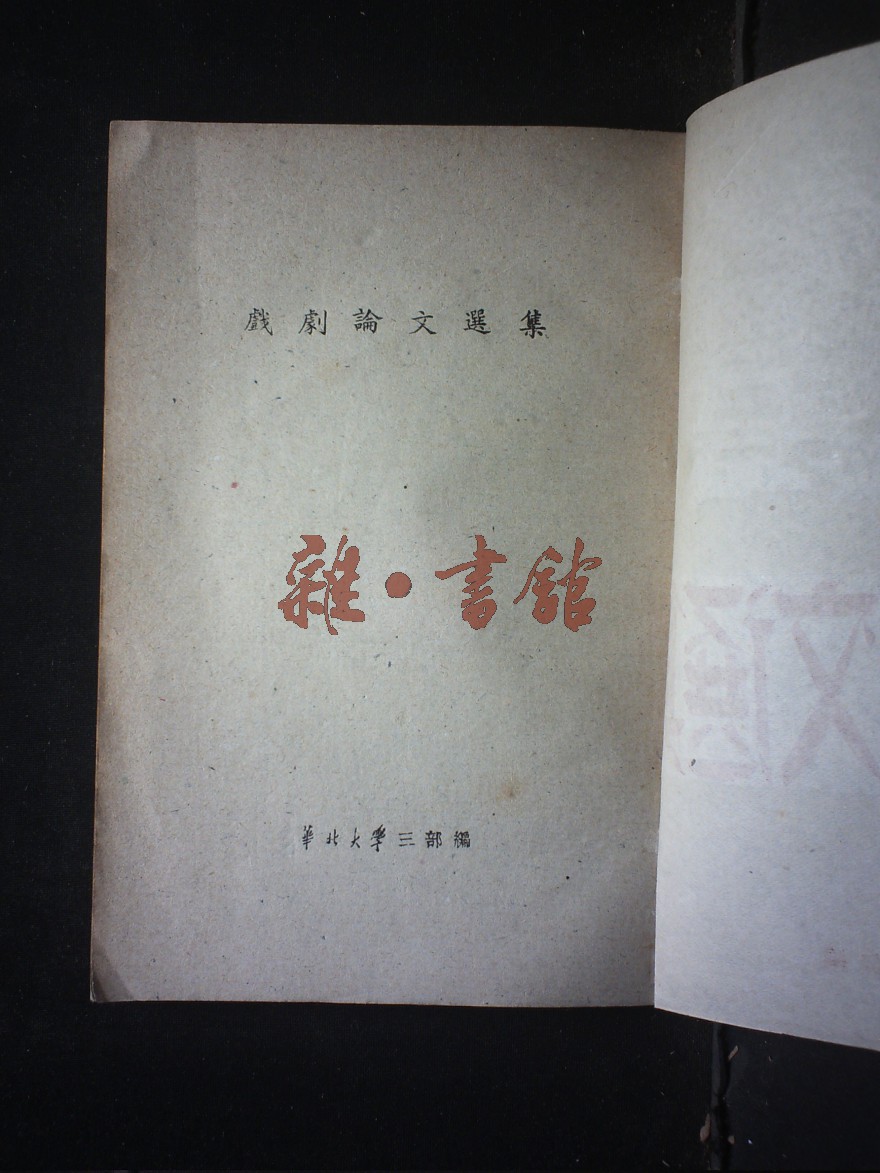 戲劇論文選集
雜·書館
華北大學三部編